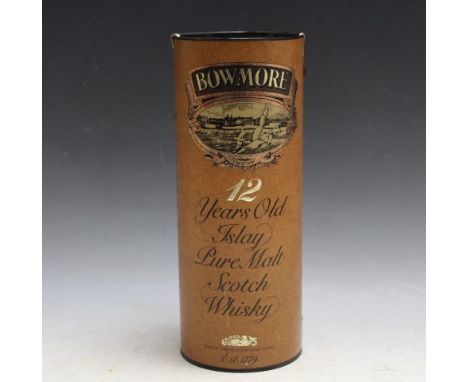 BOWMORE
12
Years Old
Islay
Pure Malt
Scotch
Whisky
Est. 1779